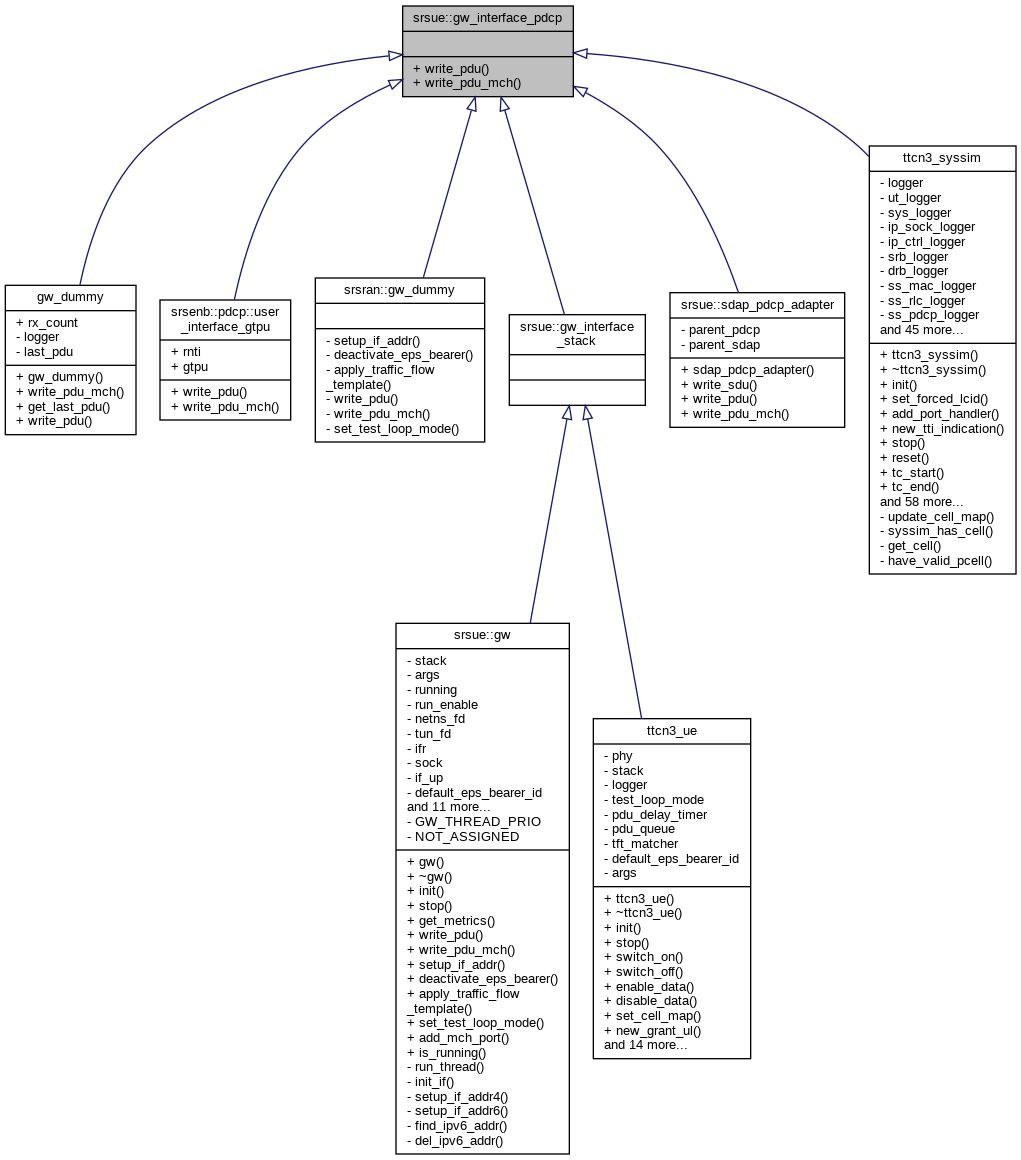 srsue::gw_interface_pdcp
+ write_pdu()
+ write_pdu_mch()
gw_dummy
+ rx_count
- logger
- last_pdu
+ gw_dummy()
+ write_pdu_mch()
+ get_last_pdu()
+ write_pdu()
srsenb::pdcp::user
_interface_gtpu
+ rnti
+ gtpu
+ write_pdu()
+ write_pdu_mch()
srsran::gw_dummy
- setup_if_addr()
- deactivate_eps_bearer()
- apply_traffic_flow
_template()
- write_pdu()
- write_pdu_mch()
- set_test_loop_mode()
srsue::gw_interface
_stack
srsue::sdap_pdcp_adapter
- parent_pdcp
- parent_sdap
+ sdap_pdcp_adapter()
+ write_sdu()
+ write_pdu()
+ write_pdu_mch()
ttcn3_syssim
- logger
- ut_logger
- sys_logger
- ip_sock_logger
- ip_ctrl_logger
- srb_logger
- drb_logger
- ss_mac_logger
- ss_rlc_logger
- ss_pdcp_logger
and 45 more...
+ ttcn3_syssim()
+ ~ttcn3_syssim()
+ init()
+ set_forced_lcid()
+ add_port_handler()
+ new_tti_indication()
+ stop()
+ reset()
+ tc_start()
+ tc_end()
and 58 more...
- update_cell_map()
- syssim_has_cell()
- get_cell()
- have_valid_pcell()
srsue::gw
- stack
- args
- running
- run_enable
- netns_fd
- tun_fd
- ifr
- sock
- if_up
- default_eps_bearer_id
and 11 more...
- GW_THREAD_PRIO
- NOT_ASSIGNED
+ gw()
+ ~gw()
+ init()
+ stop()
+ get_metrics()
+ write_pdu()
+ write_pdu_mch()
+ setup_if_addr()
+ deactivate_eps_bearer()
+ apply_traffic_flow
_template()
+ set_test_loop_mode()
+ add_mch_port()
+ is_running()
- run_thread()
- init_if()
- setup_if_addr4()
- setup_if_addr6()
- find_ipv6_addr()
- del_ipv6_addr()
ttcn3_ue
- phy
- stack
- logger
- test_loop_mode
- pdu_delay_timer
- pdu_queue
- tft_matcher
- default_eps_bearer_id
- args
+ ttcn3_ue()
+ ~ttcn3_ue()
+ init()
+ stop()
+ switch_on()
+ switch_off()
+ enable_data()
+ disable_data()
+ set_cell_map()
+ new_grant_ul()
and 14 more...